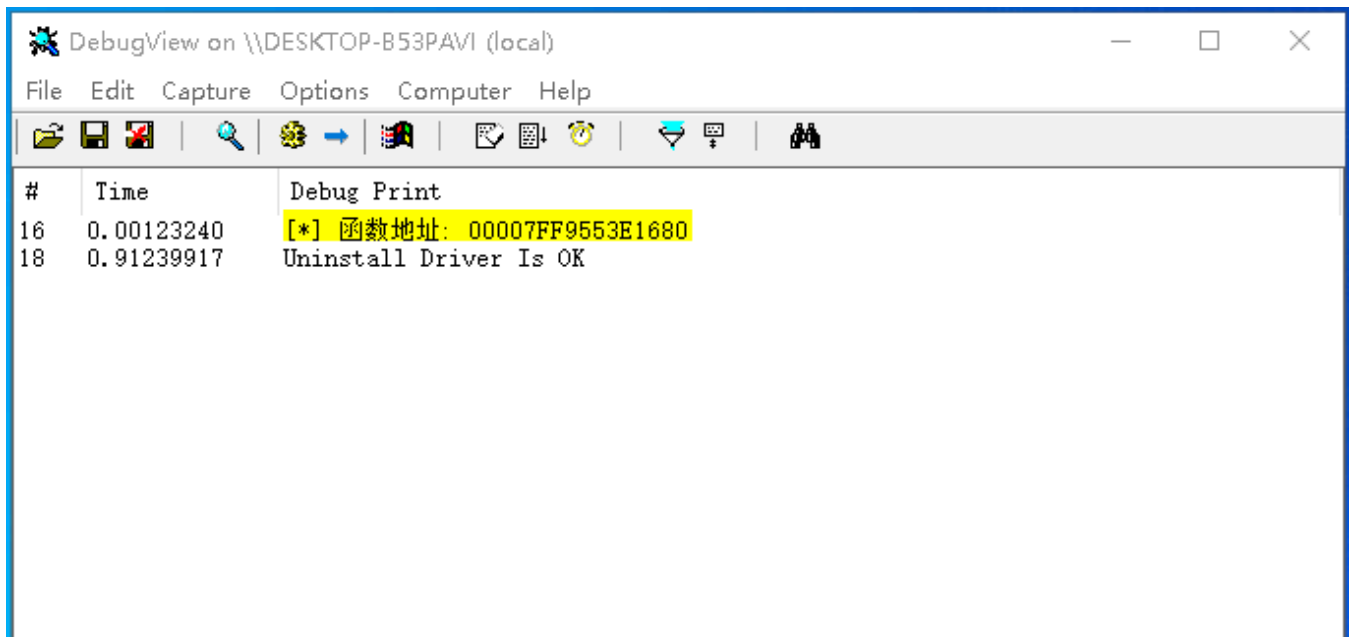 DebugView on \\DESKTOP-B53PAVI (local)
File Edit Capture Options Computer Help
# Time Debug Print
16 0.00123240 [*] 函数地址: 00007FF9553E1680
18 0.91239917 Uninstall Driver Is OK